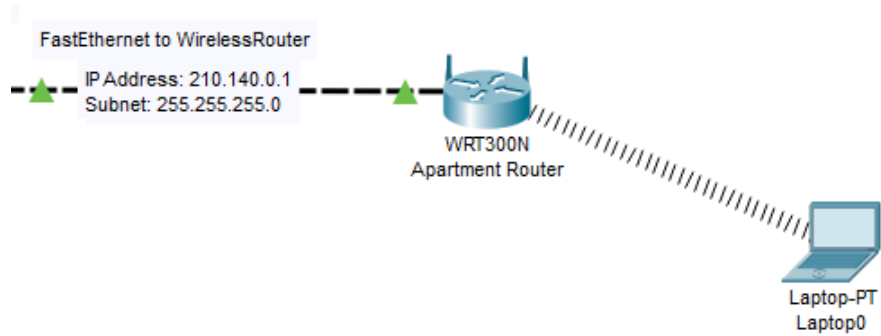 FastEthernet to WirelessRouter
IP Address: 210.140.0.1
Subnet: 255.255.255.0
WRT300N
Apartment Router
Laptop-PT
Laptop0